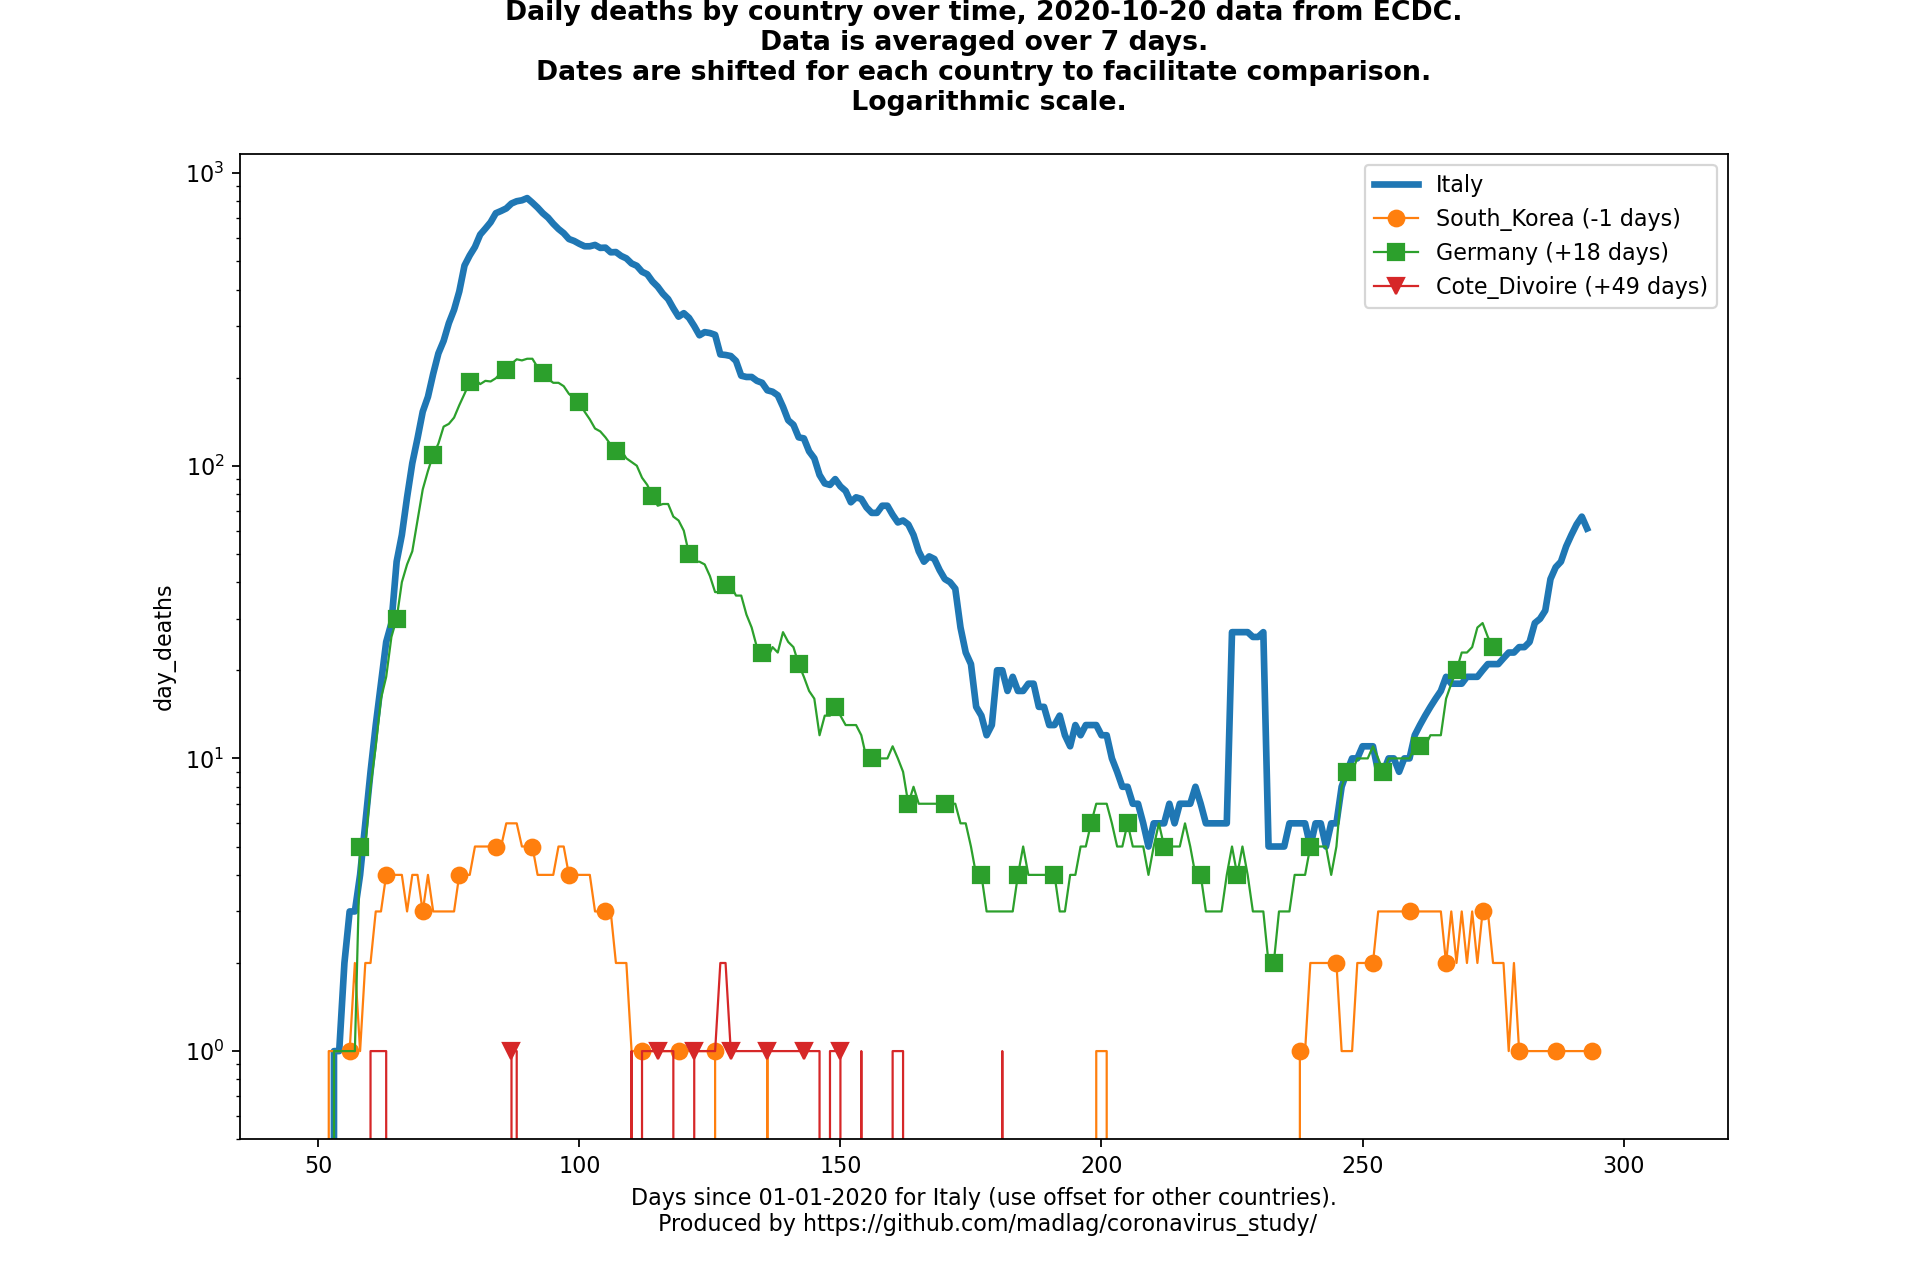 Daily deaths by country over time, 2020-10-20 data from ECDC.
Data is averaged over 7 days.
Dates are shifted for each country to facilitate comparison.
Logarithmic scale.
10³
10²
10¹
10⁰
day_deaths
Italy
South_Korea (-1 days)
Germany (+18 days)
Cote_Divoire (+49 days)
50 100 150 200 250 300
Days since 01-01-2020 for Italy (use offset for other countries).
Produced by https://github.com/madlag/coronavirus_study/